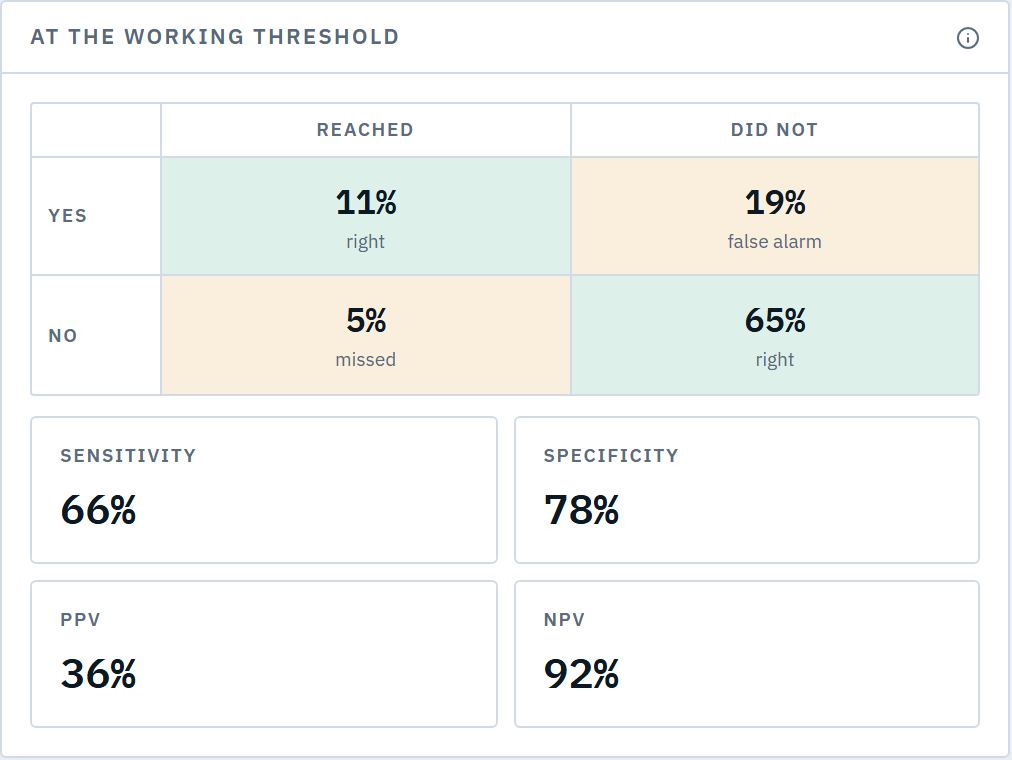 AT THE WORKING THRESHOLD
REACHED DID NOT
YES
11% 19%
right false alarm
NO
5% 65%
missed right
SENSITIVITY SPECIFICITY
66% 78%
PPV NPV
36% 92%